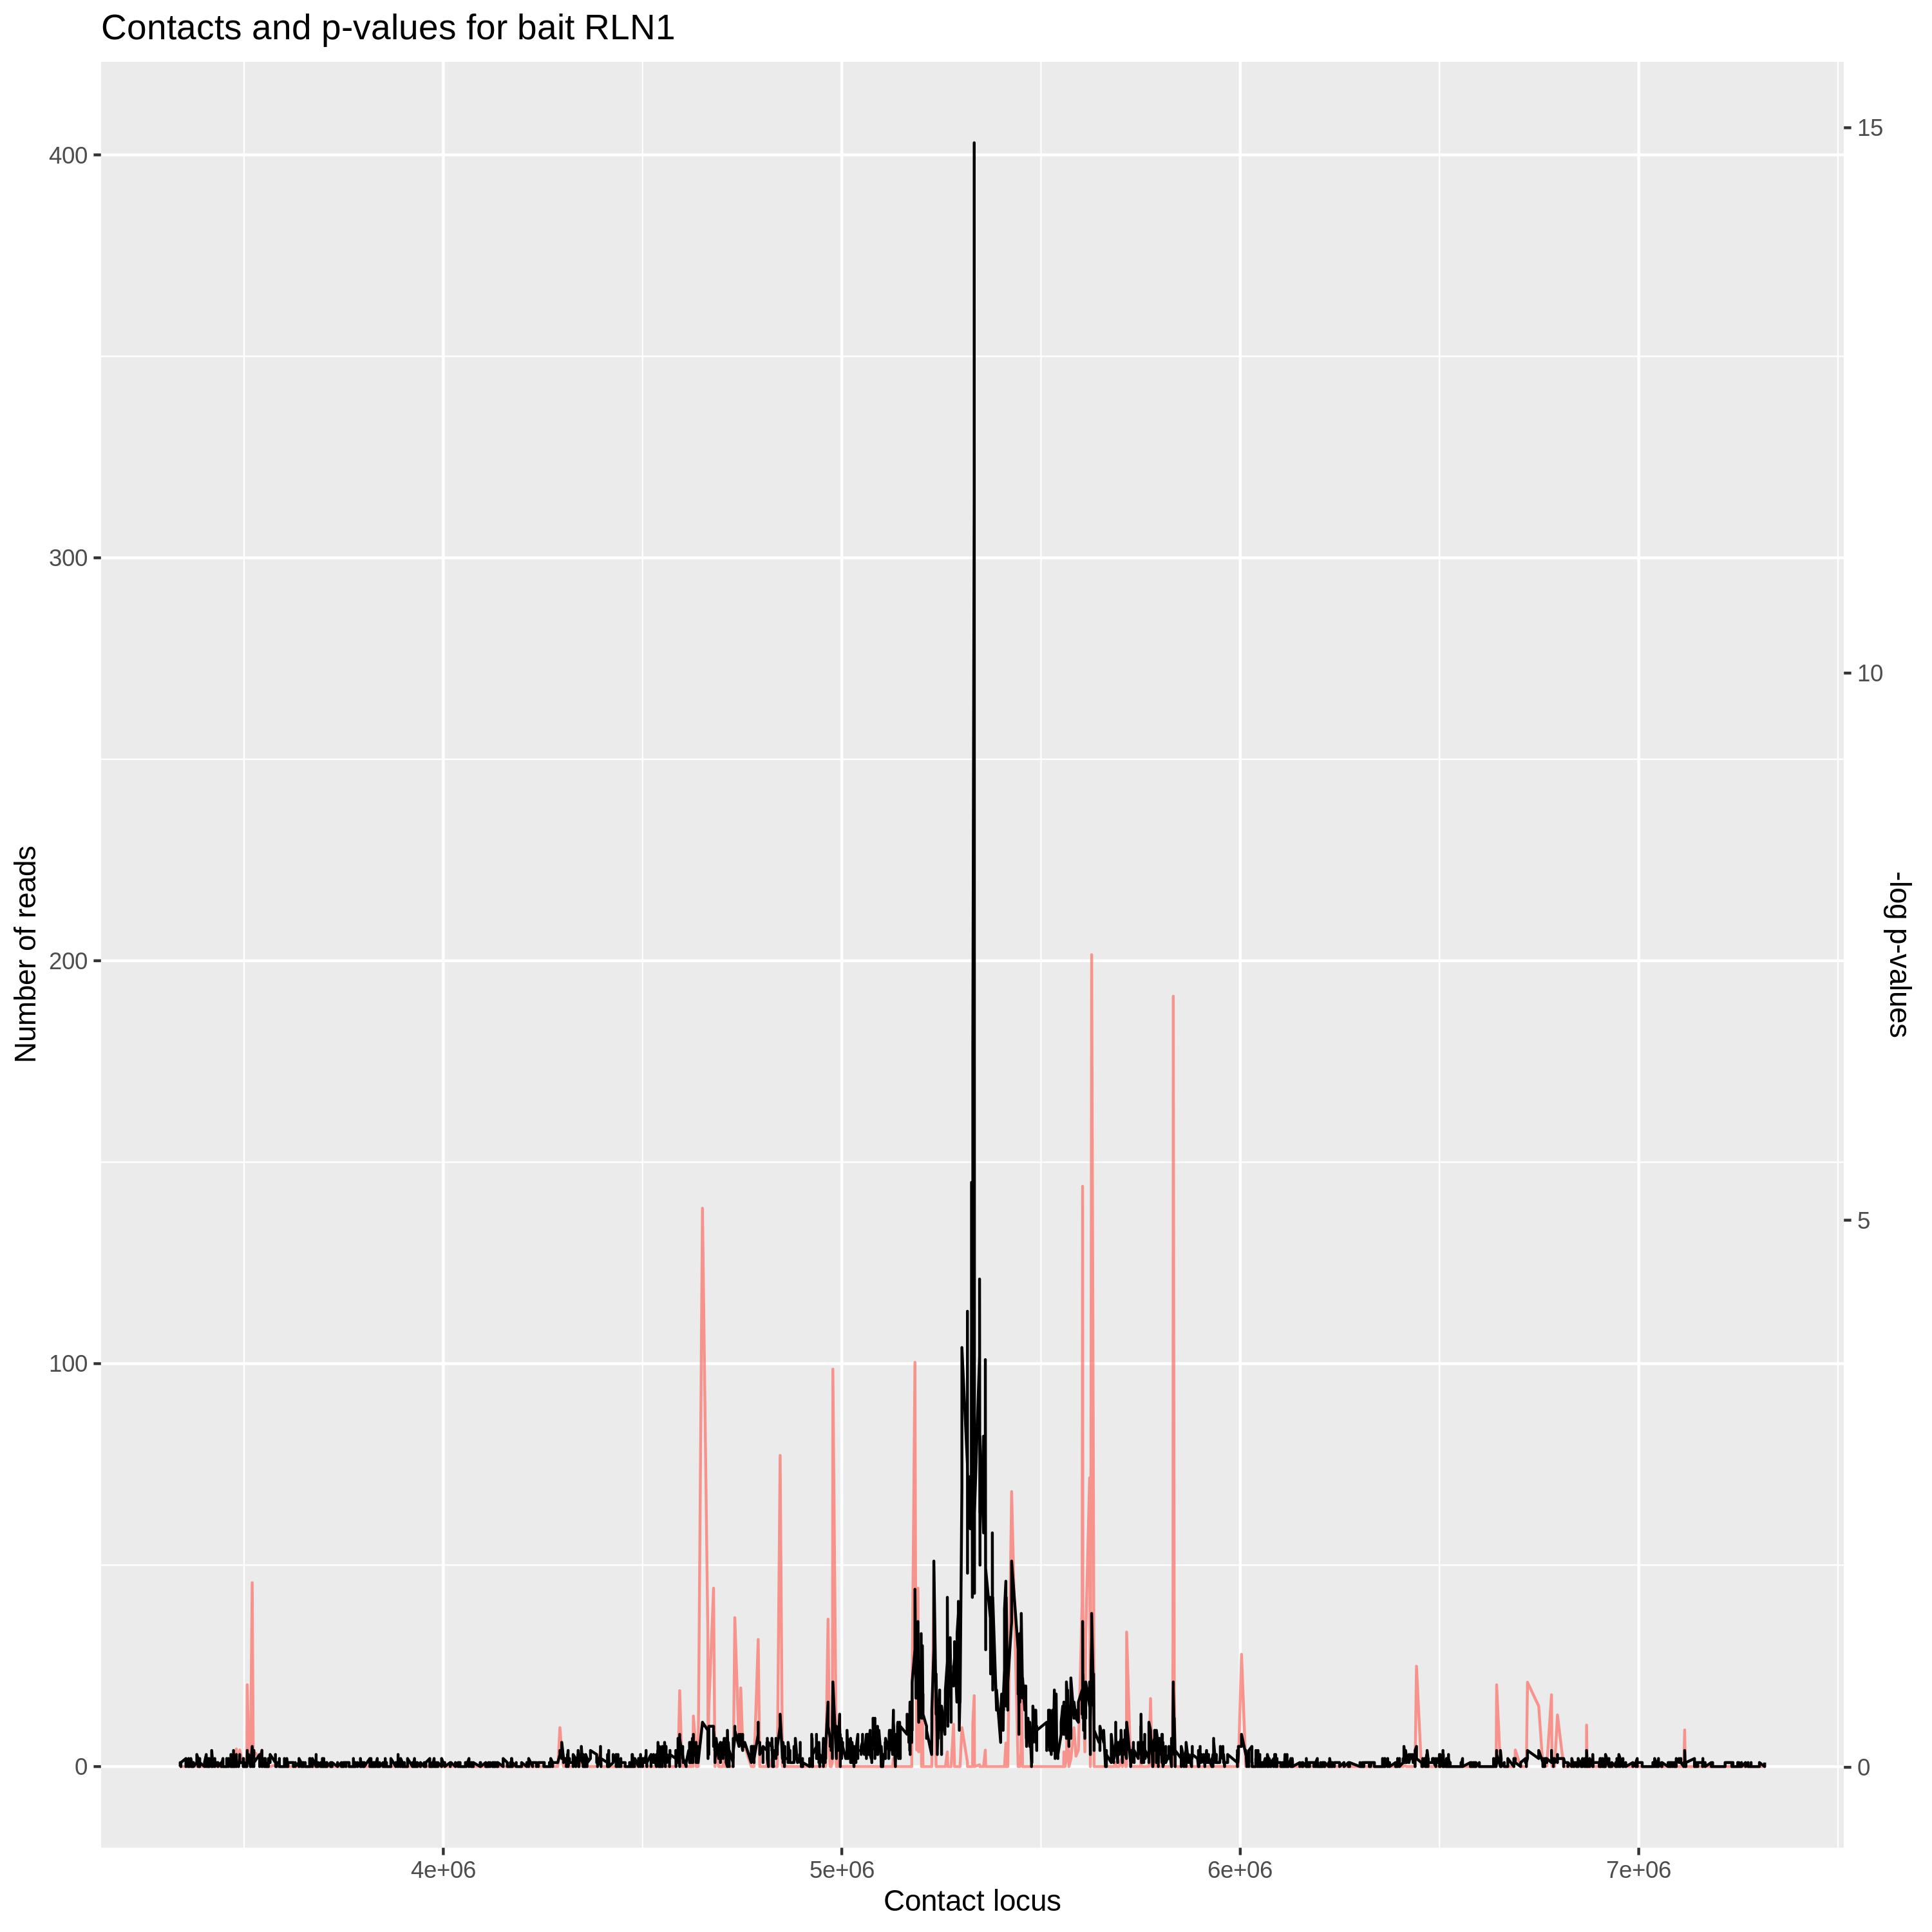 Contacts and p-values for bait RLN1
400
300
200
100
0
15
10
5
0
Number of reads
-log p-values
4e+06
5e+06
6e+06
7e+06
Contact locus